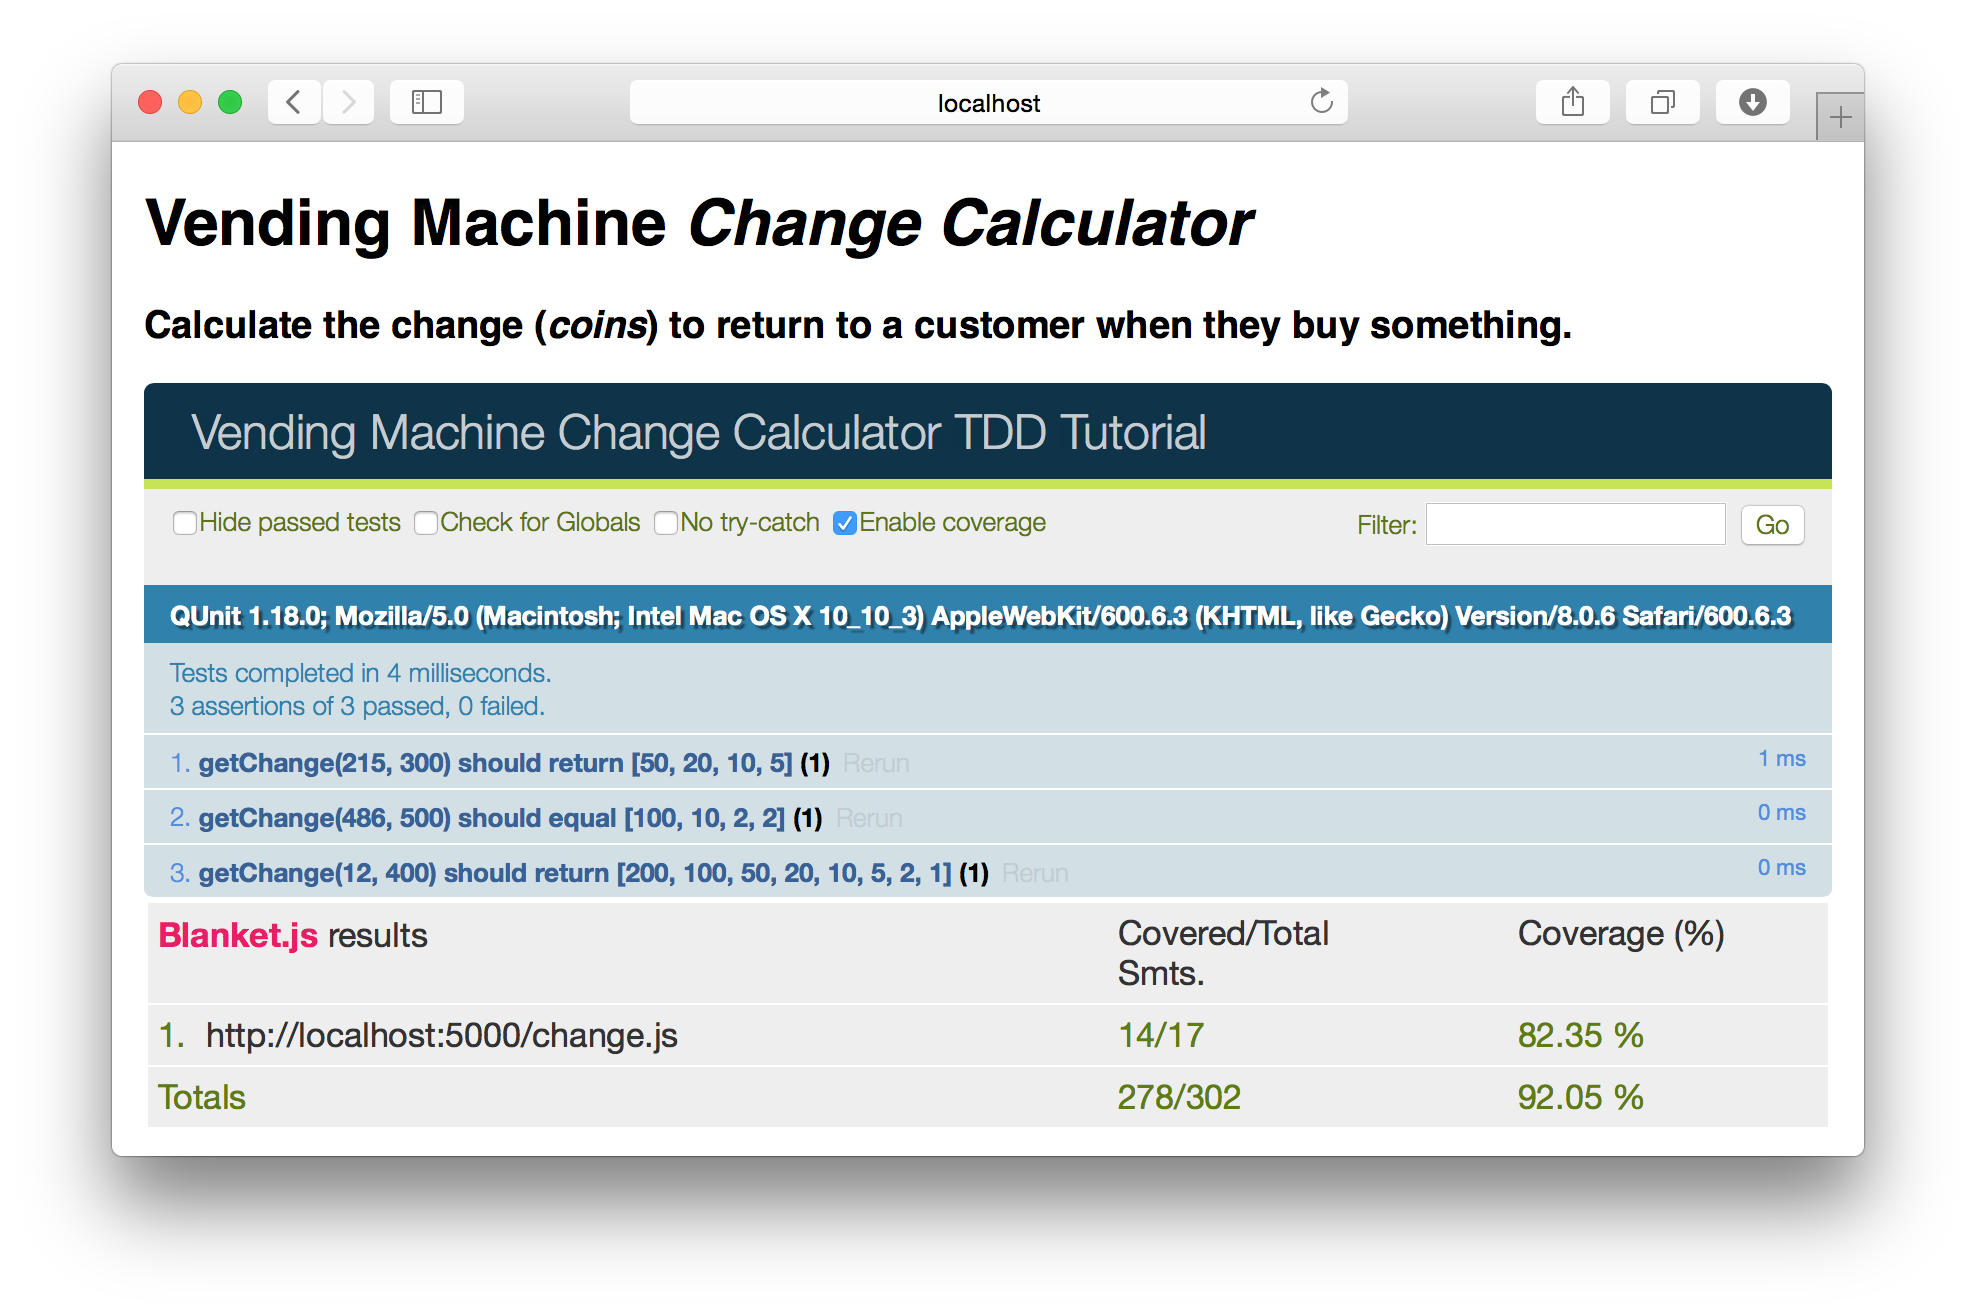 localhost
Vending Machine Change Calculator
Calculate the change (coins) to return to a customer when they buy something.
Vending Machine Change Calculator TDD Tutorial
Hide passed tests Check for Globals No try-catch Enable coverage Filter: Go
QUnit 1.18.0; Mozilla/5.0 (Macintosh; Intel Mac OS X 10_10_3) AppleWebKit/600.6.3 (KHTML, like Gecko) Version/8.0.6 Safari/600.6.3
Tests completed in 4 milliseconds.
3 assertions of 3 passed, 0 failed.
1. getChange(215, 300) should return [50, 20, 10, 5] (1) Rerun 1 ms
2. getChange(486, 500) should equal [100, 10, 2, 2] (1) Rerun 0 ms
3. getChange(12, 400) should return [200, 100, 50, 20, 10, 5, 2, 1] (1) Rerun 0 ms
Blanket.js results Covered/Total Coverage (%)
Smts.
1. http://localhost:5000/change.js 14/17 82.35 %
Totals 278/302 92.05 %